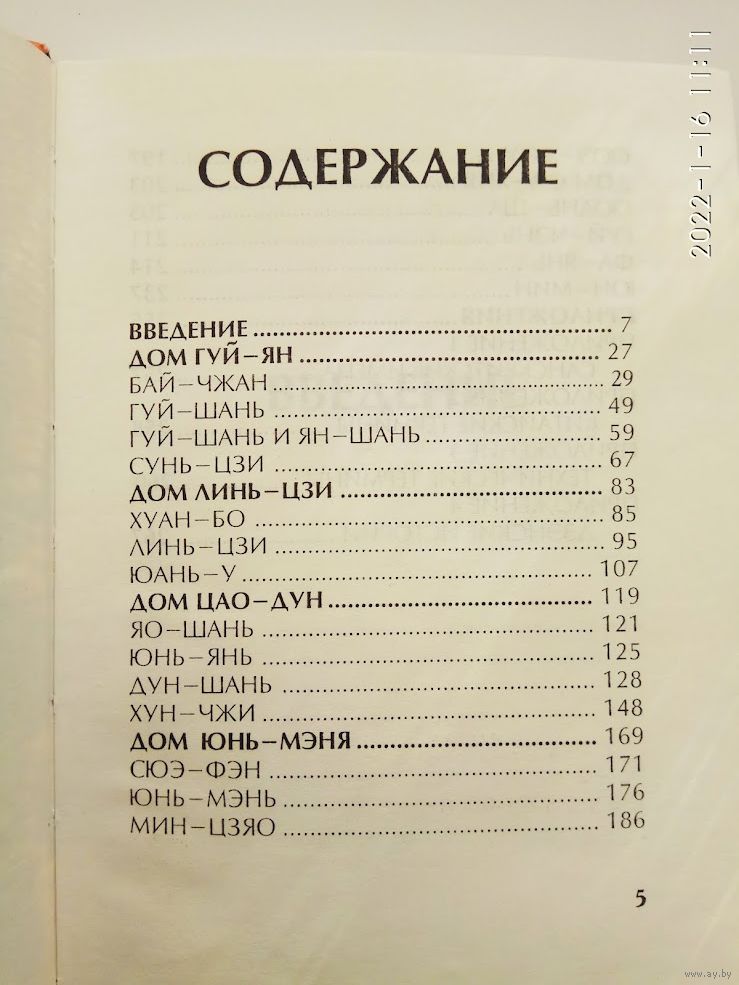 СОДЕРЖАНИЕ
ВВЕДЕНИЕ ........ 7
ДОМ ГУЙ–ЯН ........ 27
БАЙ–ЧЖАН ........ 29
ГУЙ–ШАНЬ ........ 49
ГУЙ–ШАНЬ И ЯН–ШАНЬ ........ 59
СУНЬ–ЦЗИ ........ 67
ДОМ ЛИНЬ–ЦЗИ ........ 83
ХУАН–БО ........ 85
ЛИНЬ–ЦЗИ ........ 95
ЮАНЬ–У ........ 107
ДОМ ЦАО–ДУН ........ 119
ЯО–ШАНЬ ........ 121
ЮНЬ–ЯНЬ ........ 125
ДУН–ШАНЬ ........ 128
ХУН–ЧЖИ ........ 148
ДОМ ЮНЬ–МЭНЯ ........ 169
СЮЭ–ФЭН ........ 171
ЮНЬ–МЭНЬ ........ 176
МИН–ЦЗЯО ........ 186
5
2022-1-16 11:11
www.ay.by